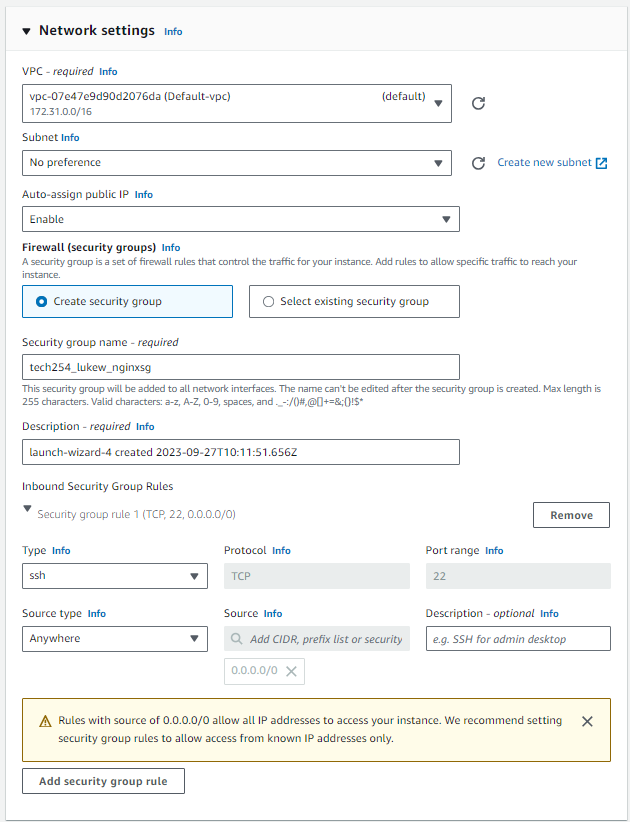 Network settings Info
VPC - required Info
vpc-07e47e9d90d2076da (Default-vpc) (default)
172.31.0.0/16
Subnet Info
No preference Create new subnet
Auto-assign public IP Info
Enable
Firewall (security groups) Info
A security group is a set of firewall rules that control the traffic for your instance. Add rules to allow specific traffic to reach your
instance.
Create security group Select existing security group
Security group name - required
tech254_lukew_nginxsg
This security group will be added to all network interfaces. The name can't be edited after the security group is created. Max length is
255 characters. Valid characters: a-z, A-Z, 0-9, spaces, and ._-:/()#,@[]+=&;{}!$*
Description - required Info
launch-wizard-4 created 2023-09-27T10:11:51.656Z
Inbound Security Group Rules
Security group rule 1 (TCP, 22, 0.0.0.0/0) Remove
Type Info Protocol Info Port range Info
ssh TCP 22
Source type Info Source Info Description - optional Info
Anywhere Add CIDR, prefix list or security e.g. SSH for admin desktop
0.0.0.0/0
Rules with source of 0.0.0.0/0 allow all IP addresses to access your instance. We recommend setting
security group rules to allow access from known IP addresses only.
Add security group rule